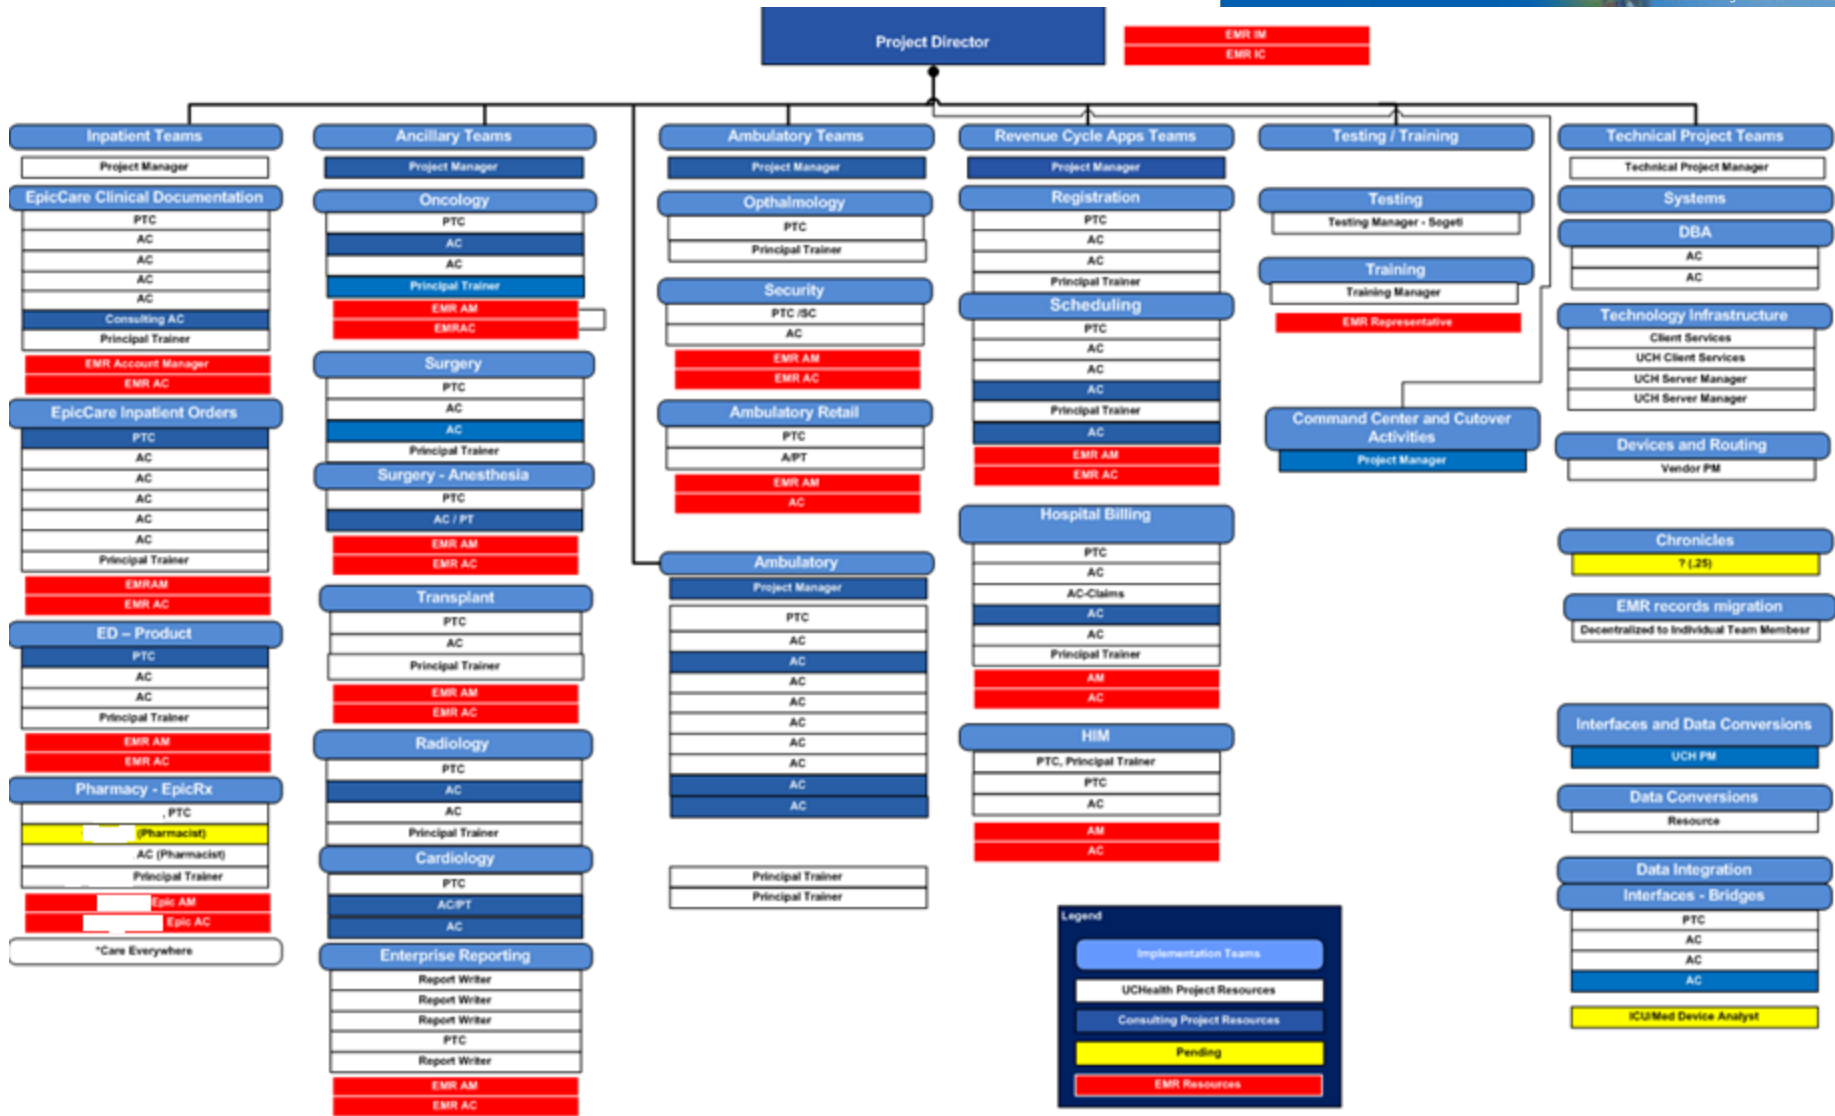 Project Director
EMR IM
EMR IC
Inpatient Teams
Project Manager
EpicCare Clinical Documentation
PTC
AC
AC
AC
AC
Consulting AC
Principal Trainer
EMR Account Manager
EMR AC
EpicCare Inpatient Orders
PTC
AC
AC
AC
AC
AC
Principal Trainer
EMRAM
EMR AC
ED – Product
PTC
AC
AC
Principal Trainer
EMR AM
EMR AC
Pharmacy - EpicRx
, PTC
(Pharmacist)
AC (Pharmacist)
Principal Trainer
Epic AM
Epic AC
*Care Everywhere
Ancillary Teams
Project Manager
Oncology
PTC
AC
AC
Principal Trainer
EMR AM
EMRAC
Surgery
PTC
AC
AC
Principal Trainer
Surgery - Anesthesia
PTC
AC / PT
EMR AM
EMR AC
Transplant
PTC
AC
Principal Trainer
EMR AM
EMR AC
Radiology
PTC
AC
AC
Principal Trainer
Cardiology
PTC
AC/PT
AC
Enterprise Reporting
Report Writer
Report Writer
Report Writer
PTC
Report Writer
EMR AM
EMR AC
Ambulatory Teams
Project Manager
Opthalmology
PTC
Principal Trainer
Security
PTC /SC
AC
EMR AM
EMR AC
Ambulatory Retail
PTC
A/PT
EMR AM
AC
Ambulatory
Project Manager
PTC
AC
AC
AC
AC
AC
AC
AC
AC
AC
Principal Trainer
Principal Trainer
Revenue Cycle Apps Teams
Project Manager
Registration
PTC
AC
AC
Principal Trainer
Scheduling
PTC
AC
AC
AC
Principal Trainer
AC
EMR AM
EMR AC
Hospital Billing
PTC
AC
AC-Claims
AC
AC
Principal Trainer
AM
AC
HIM
PTC, Principal Trainer
PTC
AC
AM
AC
Testing / Training
Testing
Testing Manager - Sogeti
Training
Training Manager
EMR Representative
Command Center and Cutover
Activities
Project Manager
Technical Project Teams
Technical Project Manager
Systems
DBA
AC
AC
Technology Infrastructure
Client Services
UCH Client Services
UCH Server Manager
UCH Server Manager
Devices and Routing
Vendor PM
Chronicles
? (.25)
EMR records migration
Decentralized to Individual Team Membesr
Interfaces and Data Conversions
UCH PM
Data Conversions
Resource
Data Integration
Interfaces - Bridges
PTC
AC
AC
AC
ICU/Med Device Analyst
Legend
Implementation Teams
UCHealth Project Resources
Consulting Project Resources
Pending
EMR Resources